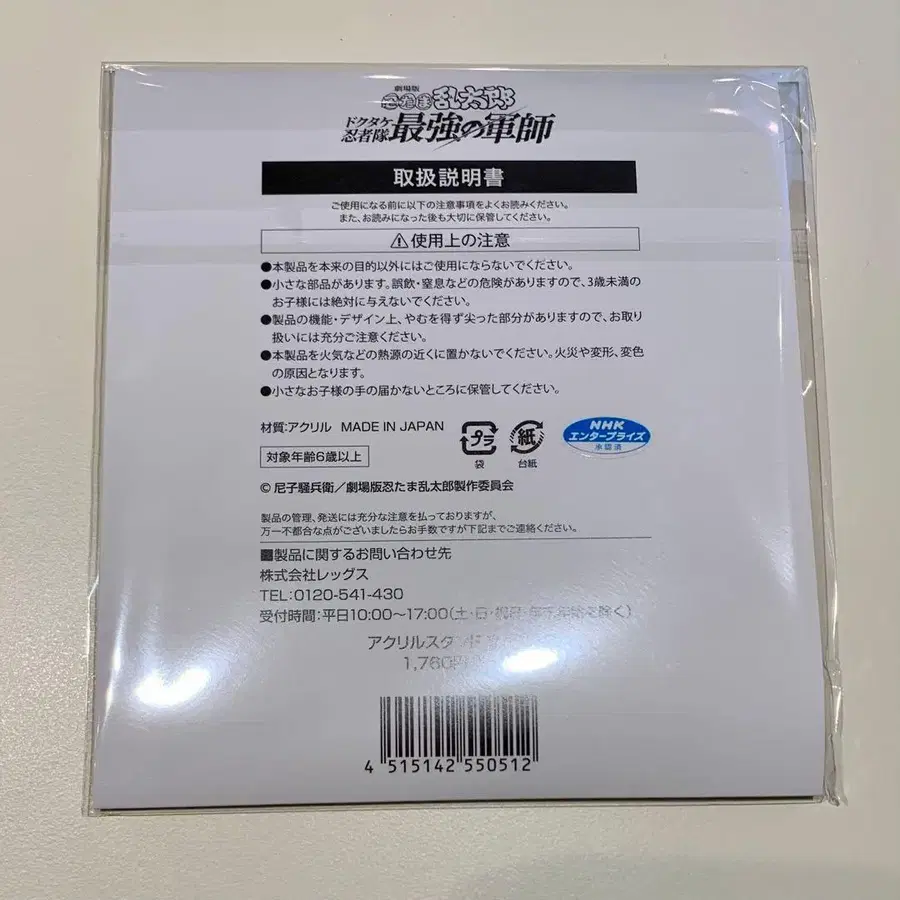 劇場版
忍たま乱太郎
ドクタケ忍者隊 最強の軍師
取扱説明書
ご使用になる前に以下の注意事項をよくお読みください。
また、お読みになった後も大切に保管してください。
⚠使用上の注意
●本製品を本来の目的以外にはご使用にならないでください。
●小さな部品があります。誤飲・窒息などの危険がありますので、3歳未満の
お子様には絶対に与えないでください。
●製品の機能・デザイン上、やむを得ず尖った部分がありますので、お取り
扱いには充分ご注意ください。
●本製品を火気などの熱源の近くに置かないでください。火災や変形、変色
の原因となります。
●小さなお子様の手の届かないところに保管してください。
材質:アクリル MADE IN JAPAN
プラ
袋
紙
台紙
NHK
エンタープライズ
承認済
対象年齢6歳以上
© 尼子騒兵衛／劇場版忍たま乱太郎製作委員会
製品の管理、発送には充分な注意を払っておりますが、
万一不都合な点がございましたらお手数ですが下記までご連絡ください。
■製品に関するお問い合わせ先
株式会社レッグス
TEL:0120-541-430
受付時間:平日10:00〜17:00(土・日・祝日・年末年始を除く)
アクリルスタンド
1,760円
4 515142 550512